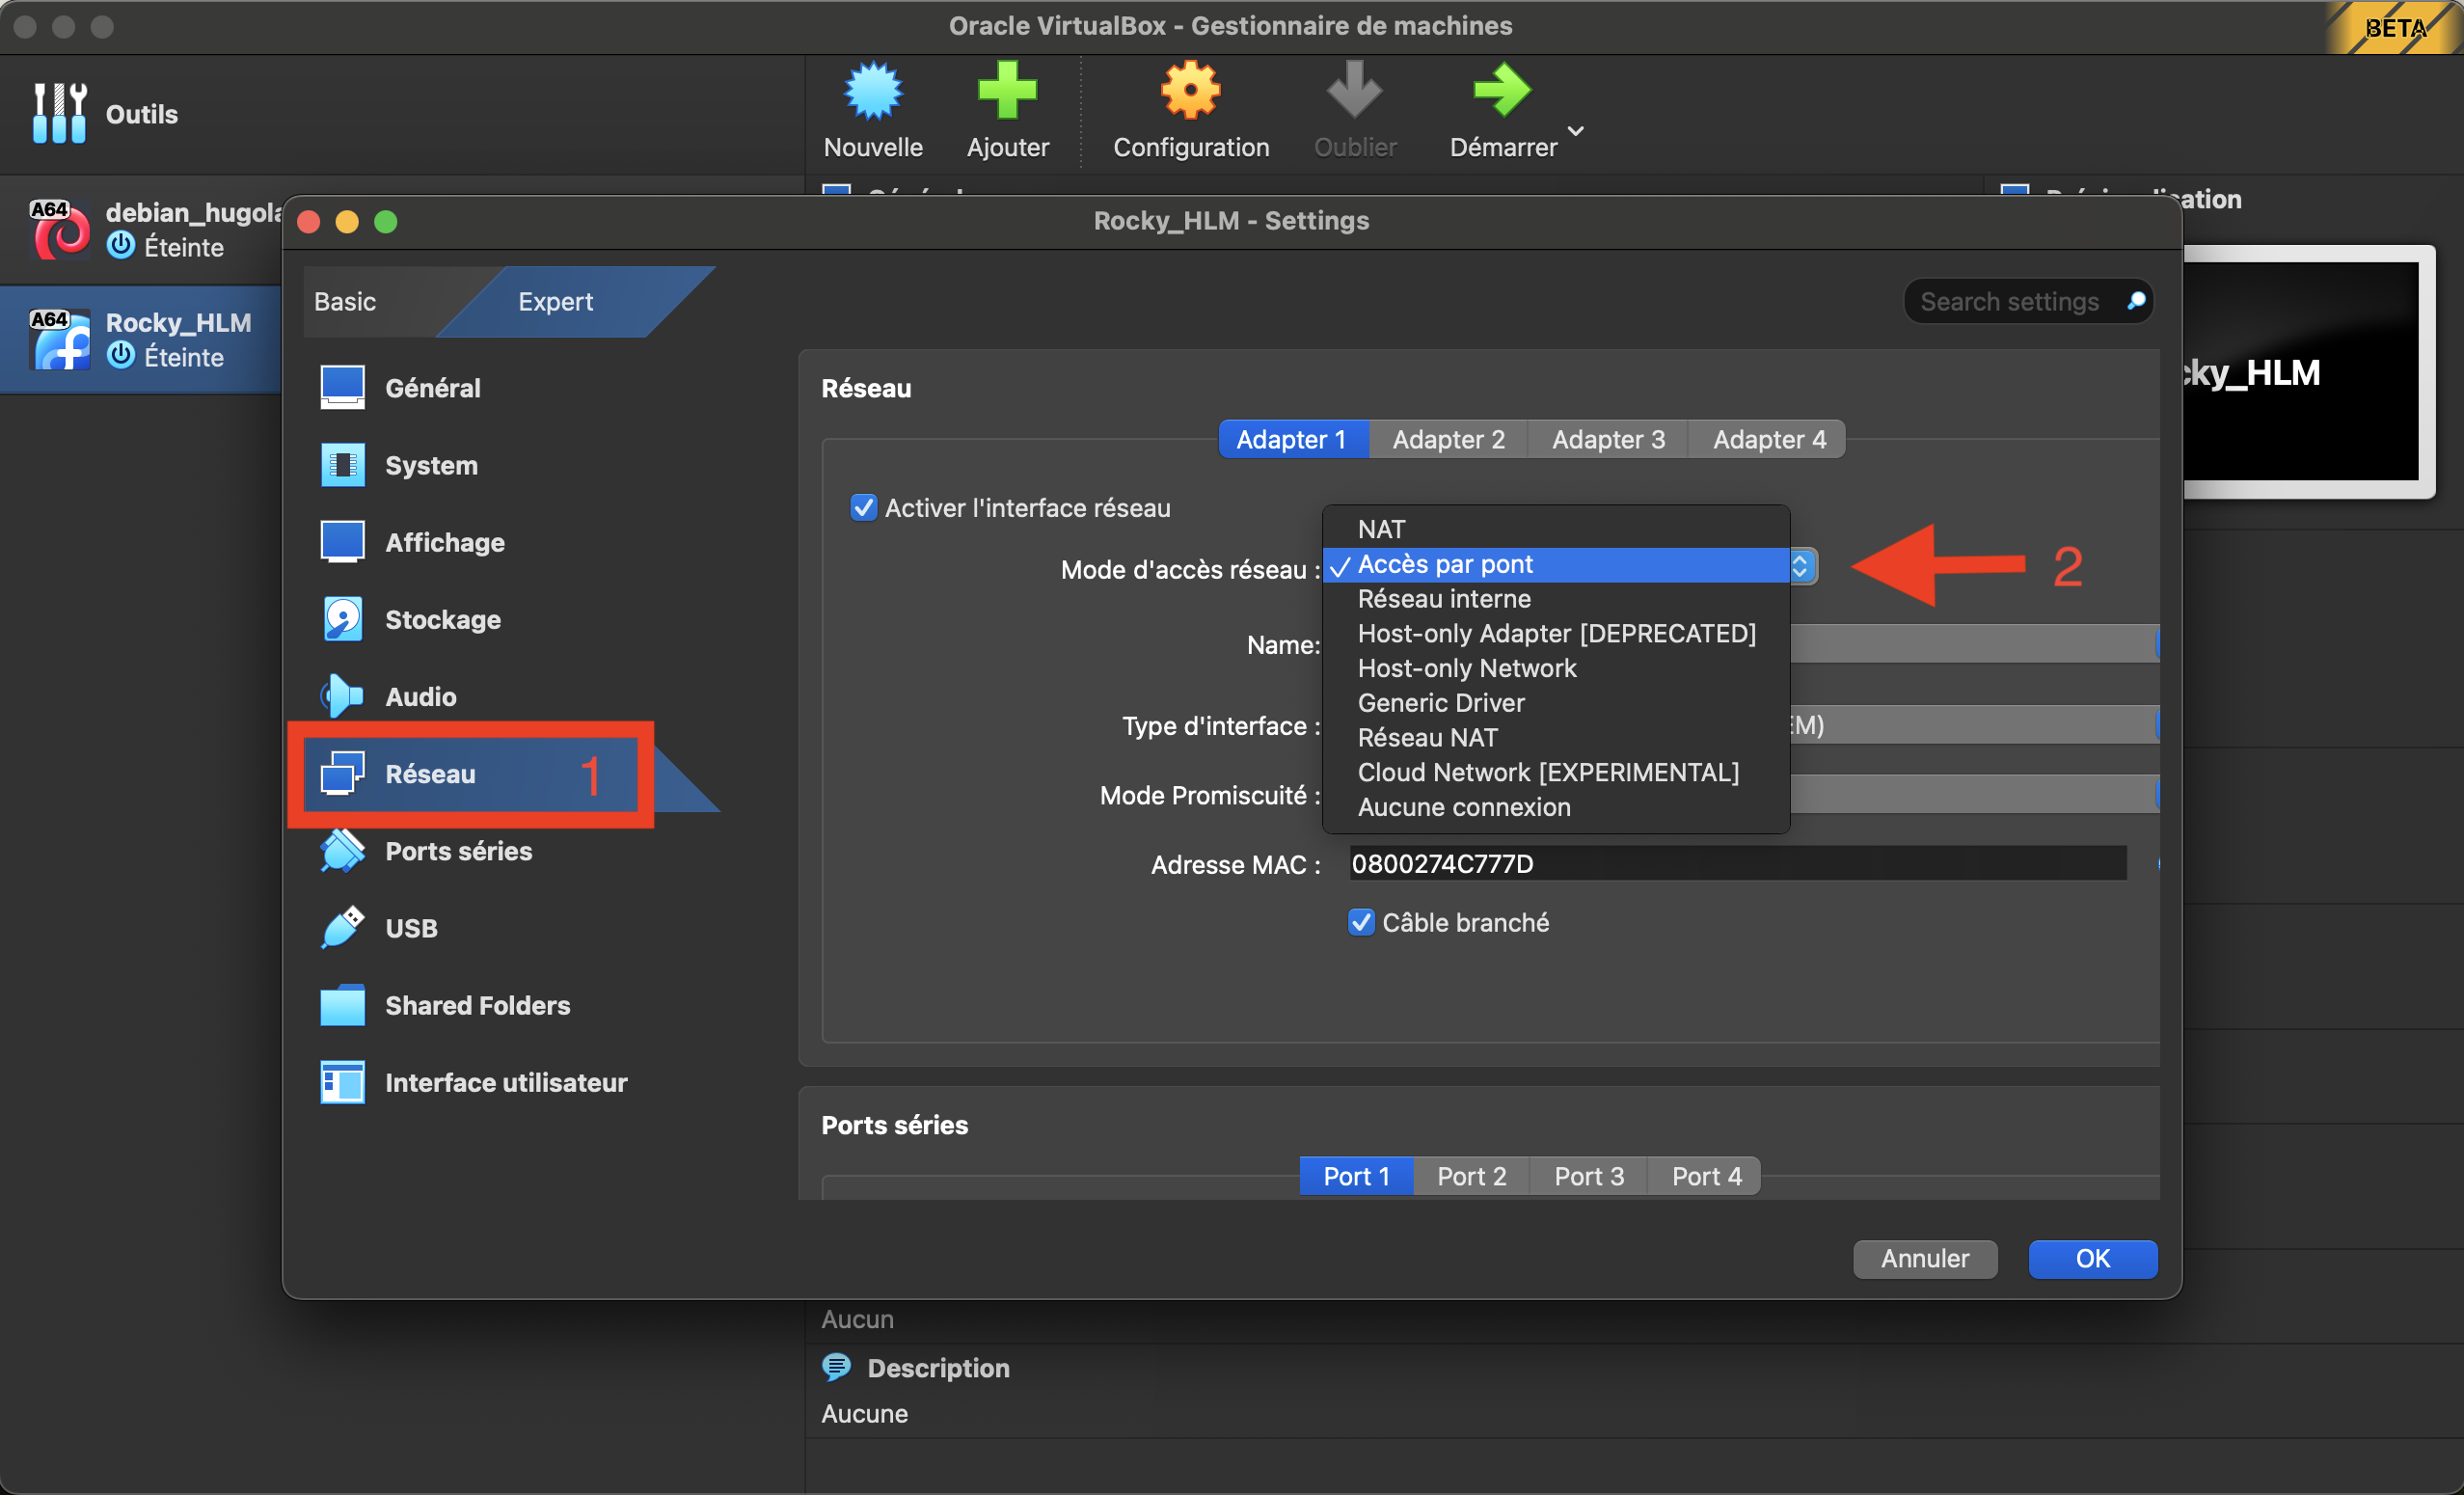 Oracle VirtualBox - Gestionnaire de machines
BETA
Outils
Nouvelle
Ajouter
Configuration
Oublier
Démarrer
A64
debian_hugola
Éteinte
A64
Rocky_HLM
Éteinte
Rocky_HLM - Settings
Basic
Expert
Search settings
Général
System
Affichage
Stockage
Audio
Réseau 1
Ports séries
USB
Shared Folders
Interface utilisateur
Réseau
Adapter 1
Adapter 2
Adapter 3
Adapter 4
Activer l'interface réseau
Mode d'accès réseau :
NAT
Accès par pont
Réseau interne
Host-only Adapter [DEPRECATED]
Host-only Network
Generic Driver
Réseau NAT
Cloud Network [EXPERIMENTAL]
Aucune connexion
2
Name:
Type d'interface :
EM)
Mode Promiscuité :
Adresse MAC :
0800274C777D
Câble branché
Ports séries
Port 1
Port 2
Port 3
Port 4
Annuler
OK
cky_HLM
Aucun
Description
Aucune